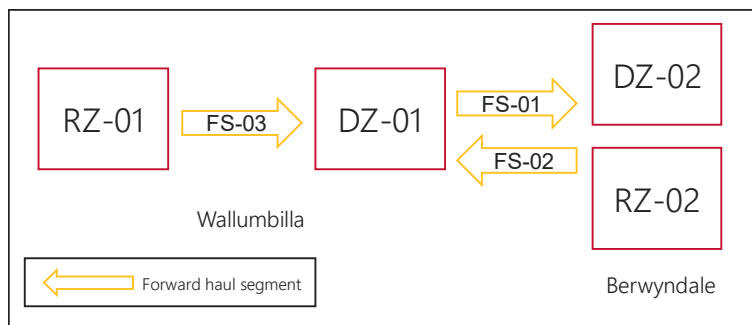 DZ-02
RZ-01
FS-03
DZ-01
FS-01
FS-02
RZ-02
Wallumbilla
Forward haul segment
Berwyndale